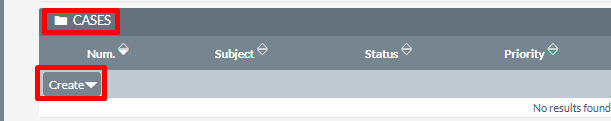 CASES
Num. Subject Status Priority
Create
No results found